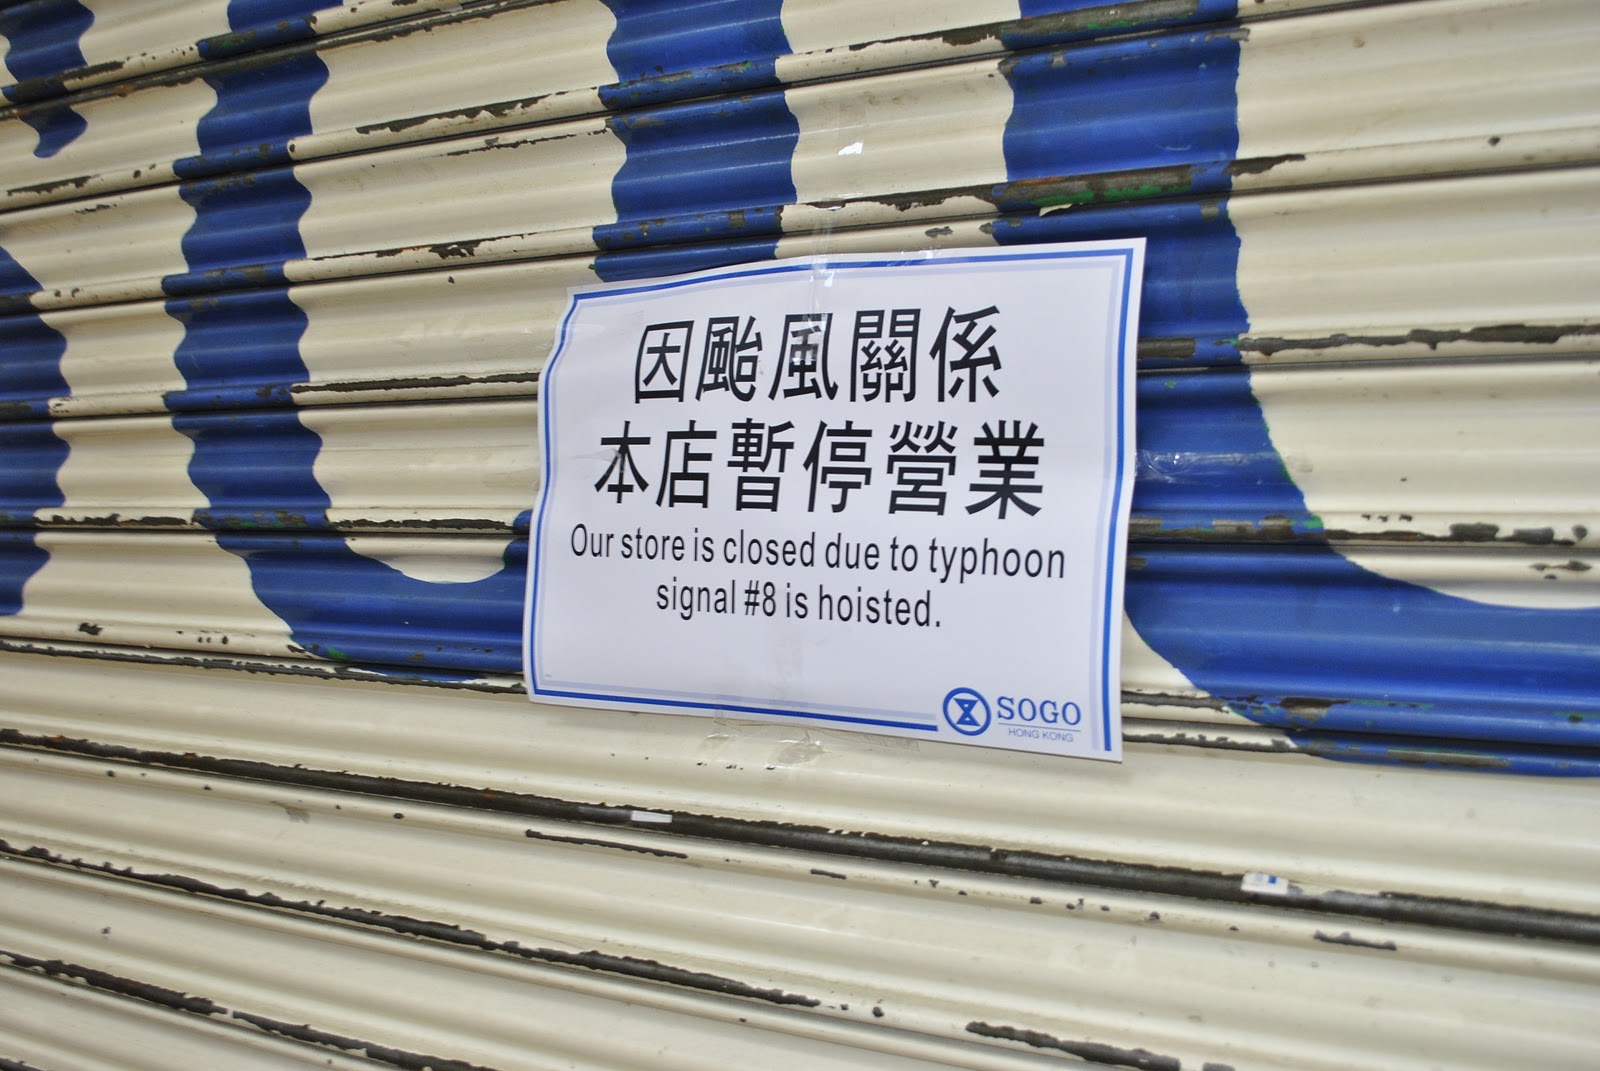 因颱風關係
本店暫停營業
Our store is closed due to typhoon
signal #8 is hoisted.
SOGO
HONG KONG